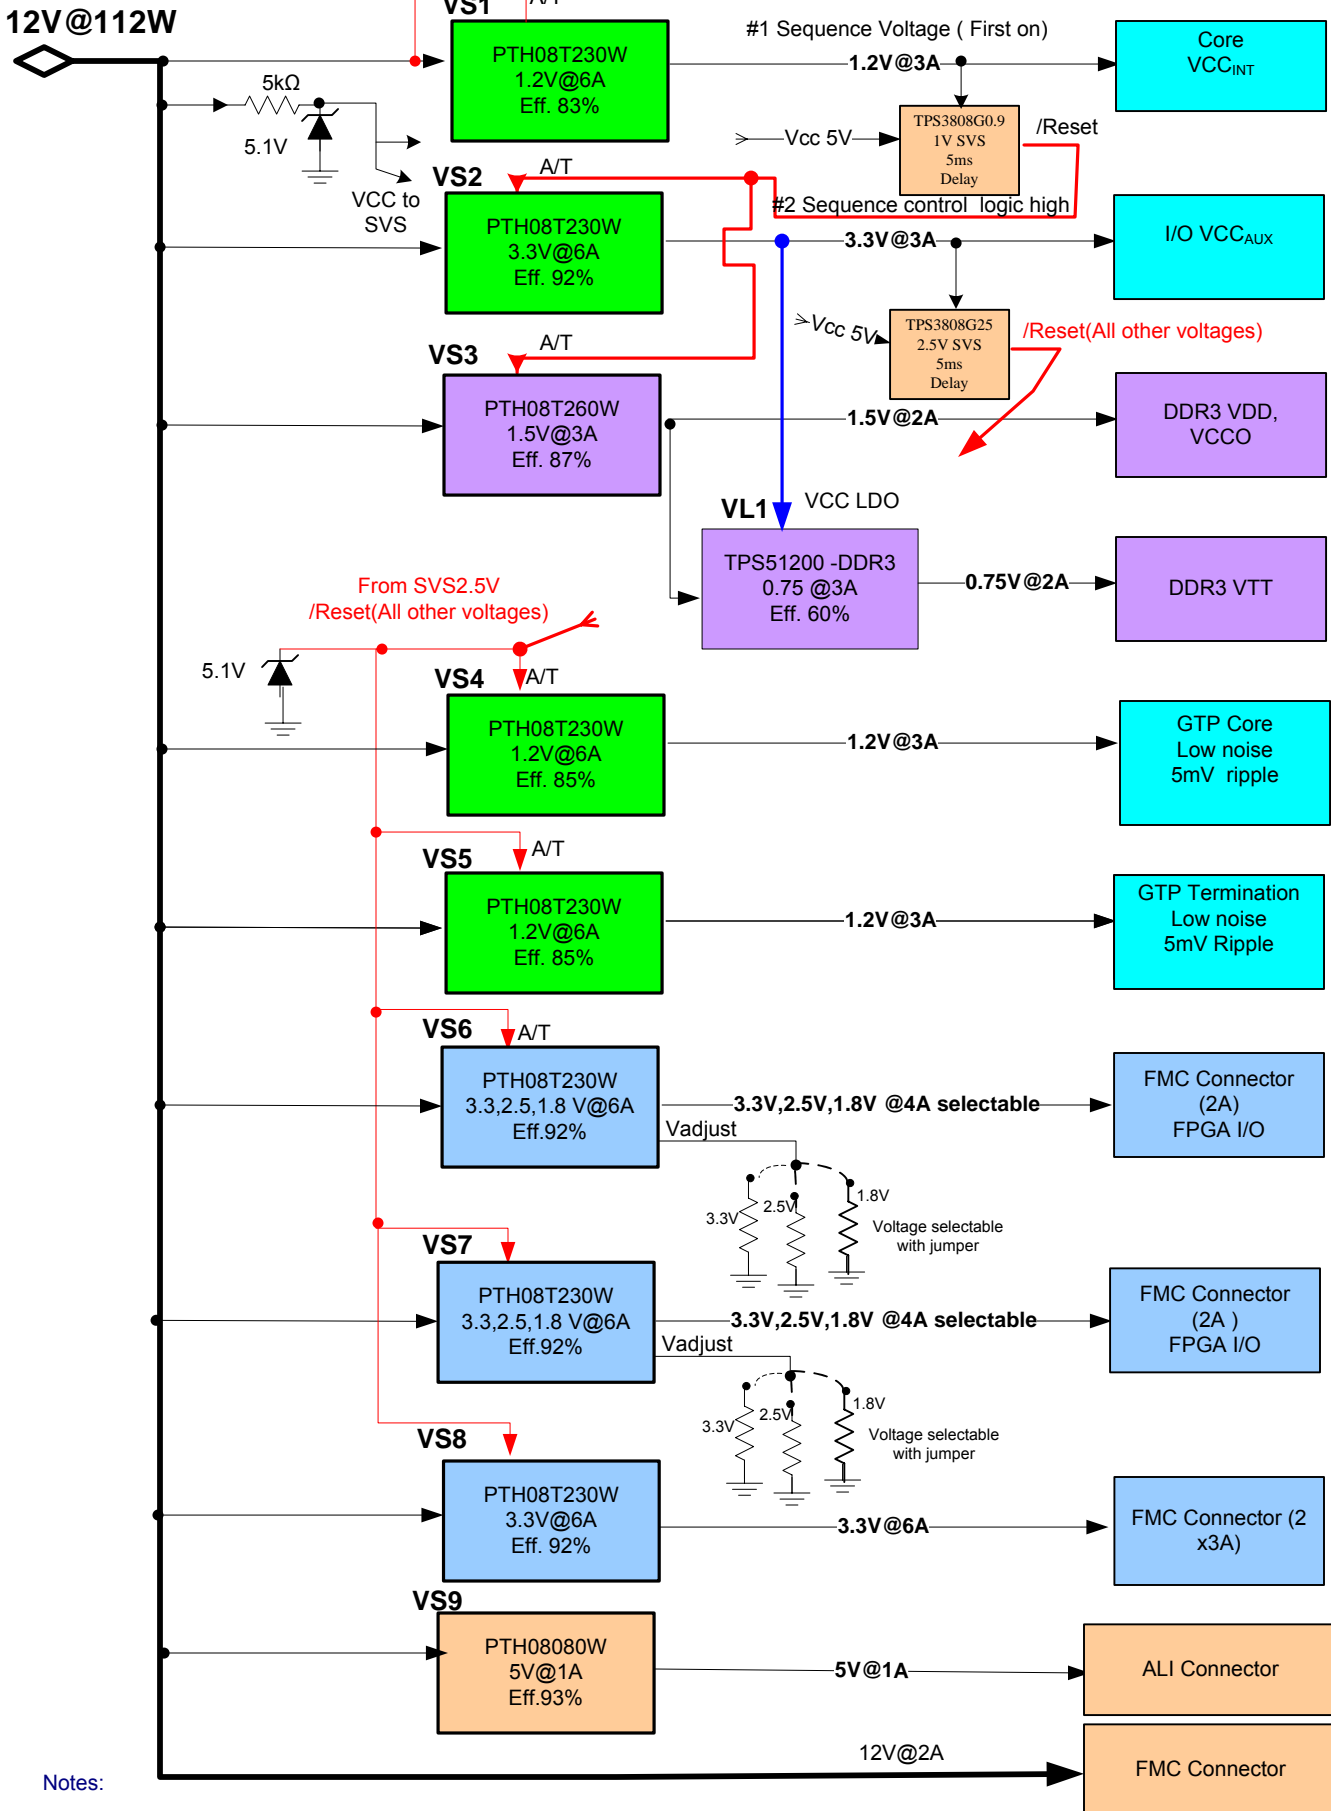 12V@112W
VS1
A/T
PTH08T230W
1.2V@6A
Eff. 83%
#1 Sequence Voltage ( First on)
1.2V@3A
Core
VCCINT
5kΩ
5.1V
VCC to
SVS
Vcc 5V
TPS3808G0.9
1V SVS
5ms
Delay
/Reset
VS2
A/T
#2 Sequence control logic high
PTH08T230W
3.3V@6A
Eff. 92%
3.3V@3A
I/O VCCAUX
Vcc 5V
TPS3808G25
2.5V SVS
5ms
Delay
/Reset(All other voltages)
VS3
A/T
PTH08T260W
1.5V@3A
Eff. 87%
1.5V@2A
DDR3 VDD,
VCCO
VL1
VCC LDO
TPS51200 -DDR3
0.75 @3A
Eff. 60%
0.75V@2A
DDR3 VTT
From SVS2.5V
/Reset(All other voltages)
5.1V
VS4
A/T
PTH08T230W
1.2V@6A
Eff. 85%
1.2V@3A
GTP Core
Low noise
5mV ripple
VS5
A/T
PTH08T230W
1.2V@6A
Eff. 85%
1.2V@3A
GTP Termination
Low noise
5mV Ripple
VS6
A/T
PTH08T230W
3.3,2.5,1.8 V@6A
Eff.92%
3.3V,2.5V,1.8V @4A selectable
Vadjust
FMC Connector
(2A)
FPGA I/O
3.3V
2.5V
1.8V
Voltage selectable
with jumper
VS7
PTH08T230W
3.3,2.5,1.8 V@6A
Eff.92%
3.3V,2.5V,1.8V @4A selectable
Vadjust
FMC Connector
(2A )
FPGA I/O
3.3V
2.5V
1.8V
Voltage selectable
with jumper
VS8
PTH08T230W
3.3V@6A
Eff. 92%
3.3V@6A
FMC Connector (2
x3A)
VS9
PTH08080W
5V@1A
Eff.93%
5V@1A
ALI Connector
12V@2A
FMC Connector
Notes: